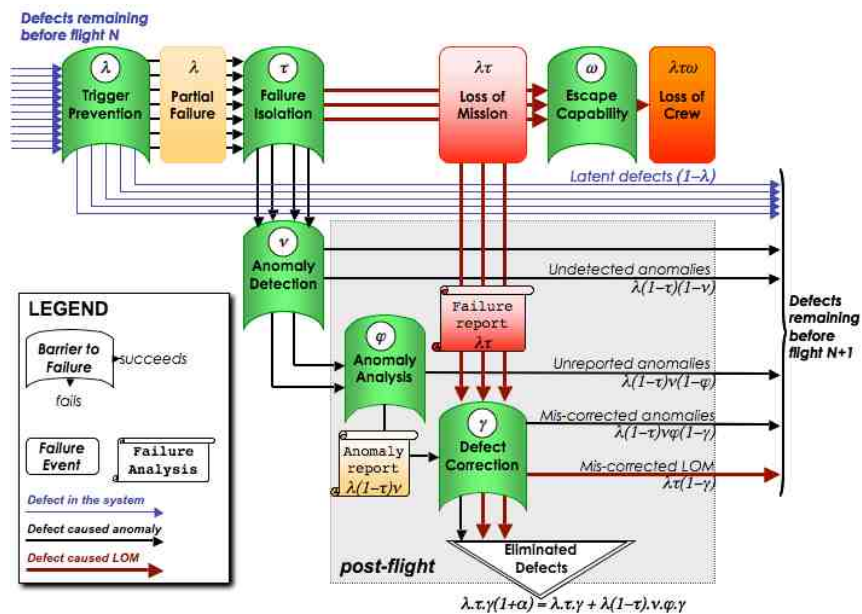 Defects remaining
before flight N
λ
Trigger
Prevention
λ
Partial
Failure
τ
Failure
Isolation
λτ
Loss of
Mission
ω
Escape
Capability
λτω
Loss of
Crew
Latent defects (1–λ)
ν
Anomaly
Detection
Undetected anomalies
λ(1–τ)(1–ν)
Defects
remaining
before
flight N+1
LEGEND
Barrier to
Failure
succeeds
fails
Failure
Event
Failure
Analysis
Defect in the system
Defect caused anomaly
Defect caused LOM
Failure
report
λτ
φ
Anomaly
Analysis
Unreported anomalies
λ(1–τ)ν(1–φ)
γ
Defect
Correction
Mis-corrected anomalies
λ(1–τ)νφ(1–γ)
Anomaly
report
λ(1–τ)ν
Mis-corrected LOM
λτ(1–γ)
post-flight
Eliminated
Defects
λ.τ.γ(1+α) = λ.τ.γ + λ(1–τ).ν.φ.γ